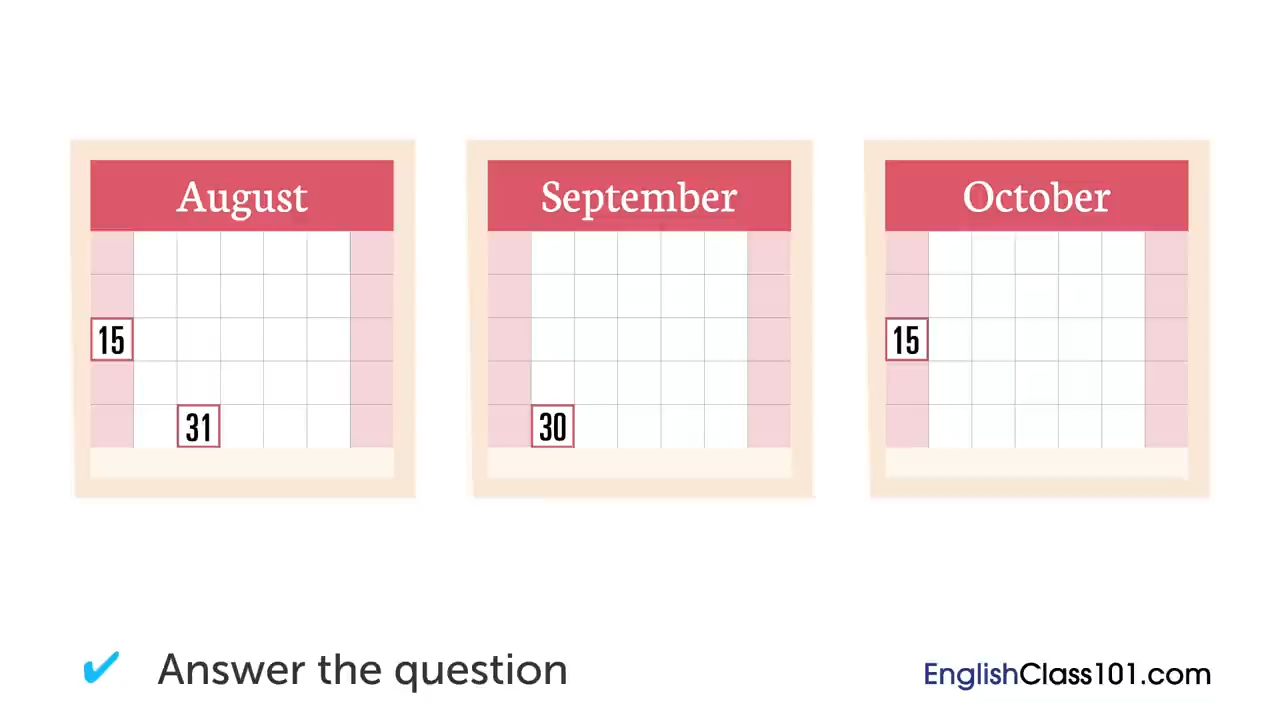 August
September
October
15
15
31
30
✔ Answer the question
EnglishClass101.com